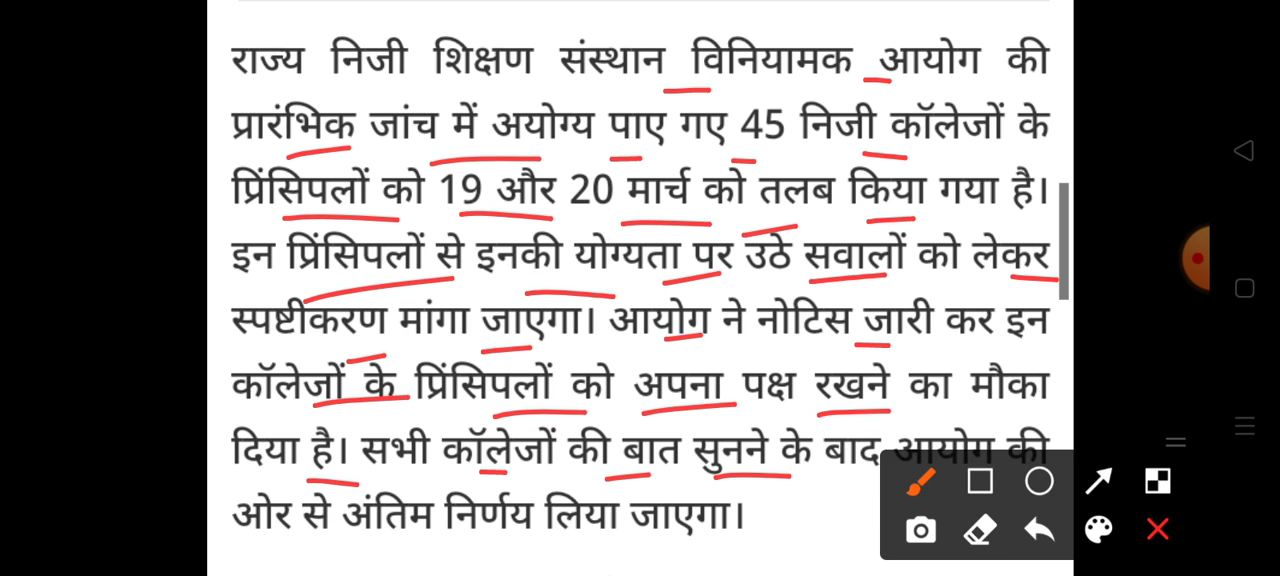 राज्य निजी शिक्षण संस्थान विनियामक आयोग की
प्रारंभिक जांच में अयोग्य पाए गए 45 निजी कॉलेजों के
प्रिंसिपलों को 19 और 20 मार्च को तलब किया गया है।
इन प्रिंसिपलों से इनकी योग्यता पर उठे सवालों को लेकर
स्पष्टीकरण मांगा जाएगा। आयोग ने नोटिस जारी कर इन
कॉलेजों के प्रिंसिपलों को अपना पक्ष रखने का मौका
दिया है। सभी कॉलेजों की बात सुनने के बाद आयोग की
ओर से अंतिम निर्णय लिया जाएगा।